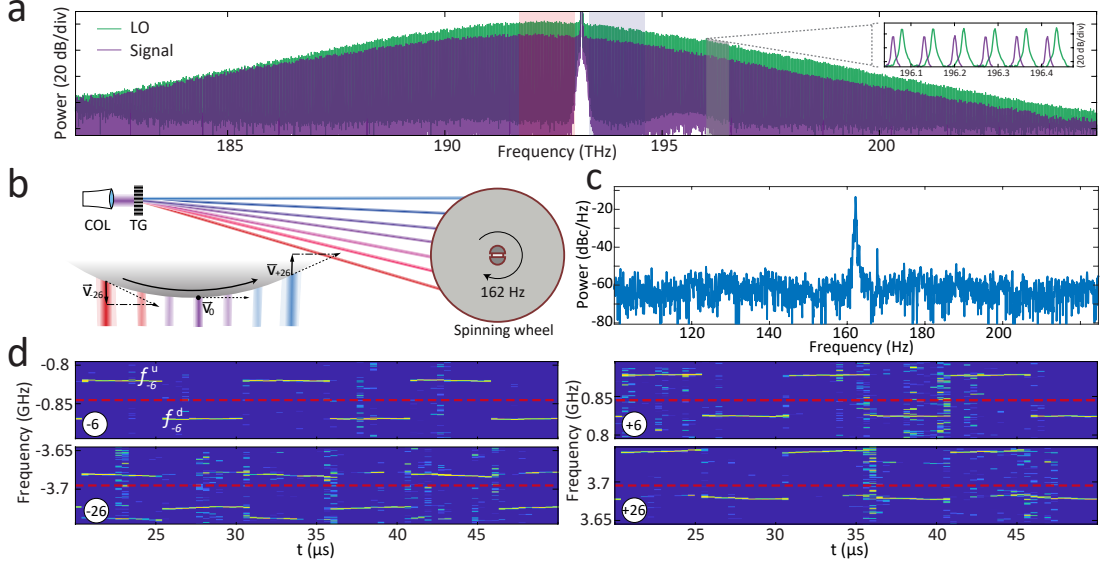 a
LO
Signal
Power (20 dB/div)
185
190
195
200
Frequency (THz)
196.1
196.2
196.3
196.4
(20 dB/div)
b
COL
TG
V̅-26
V̅0
V̅+26
162 Hz
Spinning wheel
c
Power (dBc/Hz)
-20
-40
-60
-80
120
140
160
180
200
Frequency (Hz)
d
Frequency (GHz)
-0.8
-0.85
f-6 u
f-6 d
-6
-3.65
-3.7
-26
25
30
35
40
45
t (µs)
Frequency (GHz)
0.85
0.8
+6
3.7
3.65
+26
25
30
35
40
45
50
t (µs)